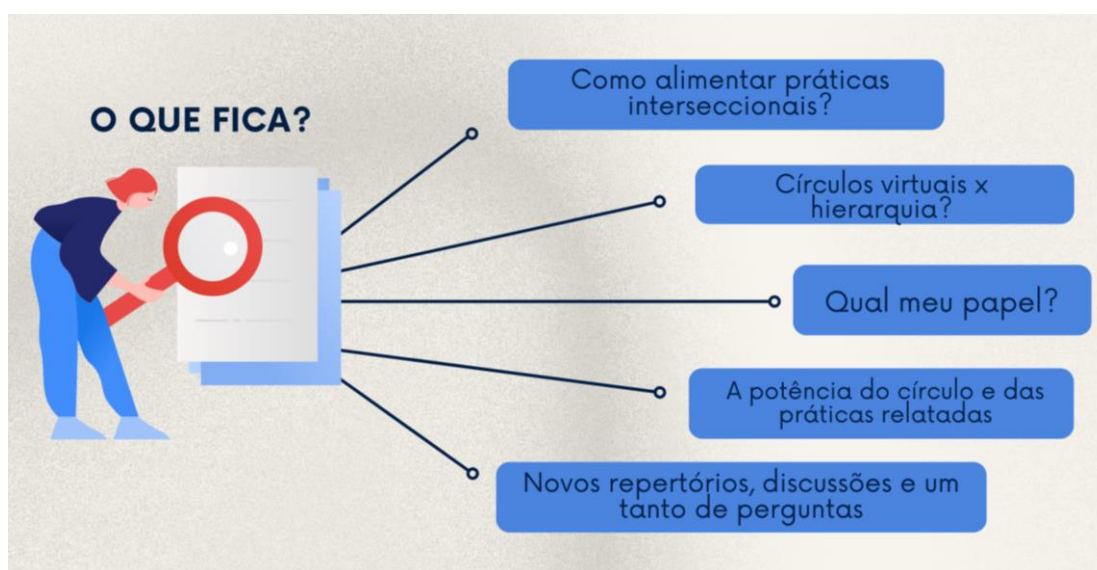 O QUE FICA?
Como alimentar práticas
interseccionais?
Círculos virtuais x
hierarquia?
Qual meu papel?
A potência do círculo e das
práticas relatadas
Novos repertórios, discussões e um
tanto de perguntas